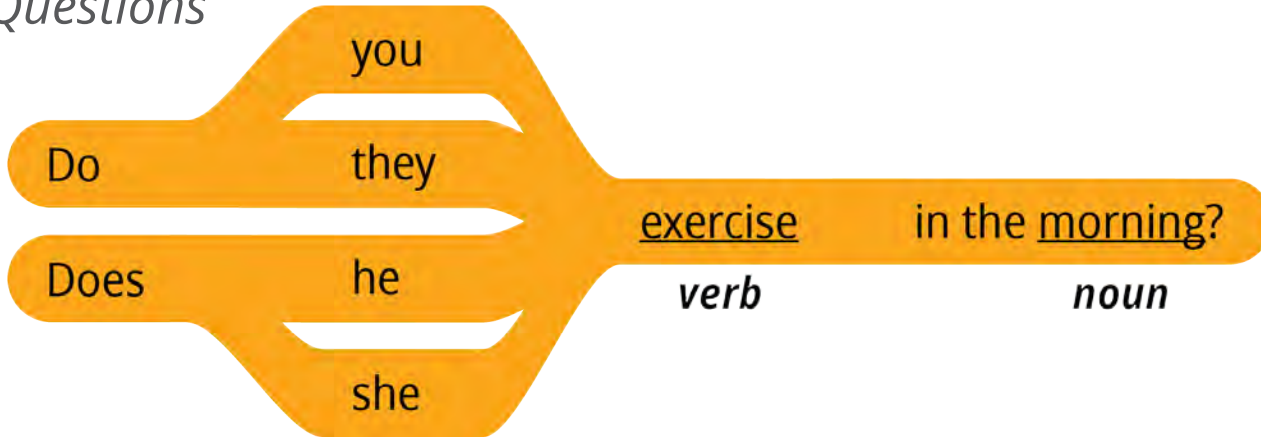 Questions
you
Do they
exercise in the morning?
Does he
verb noun
she